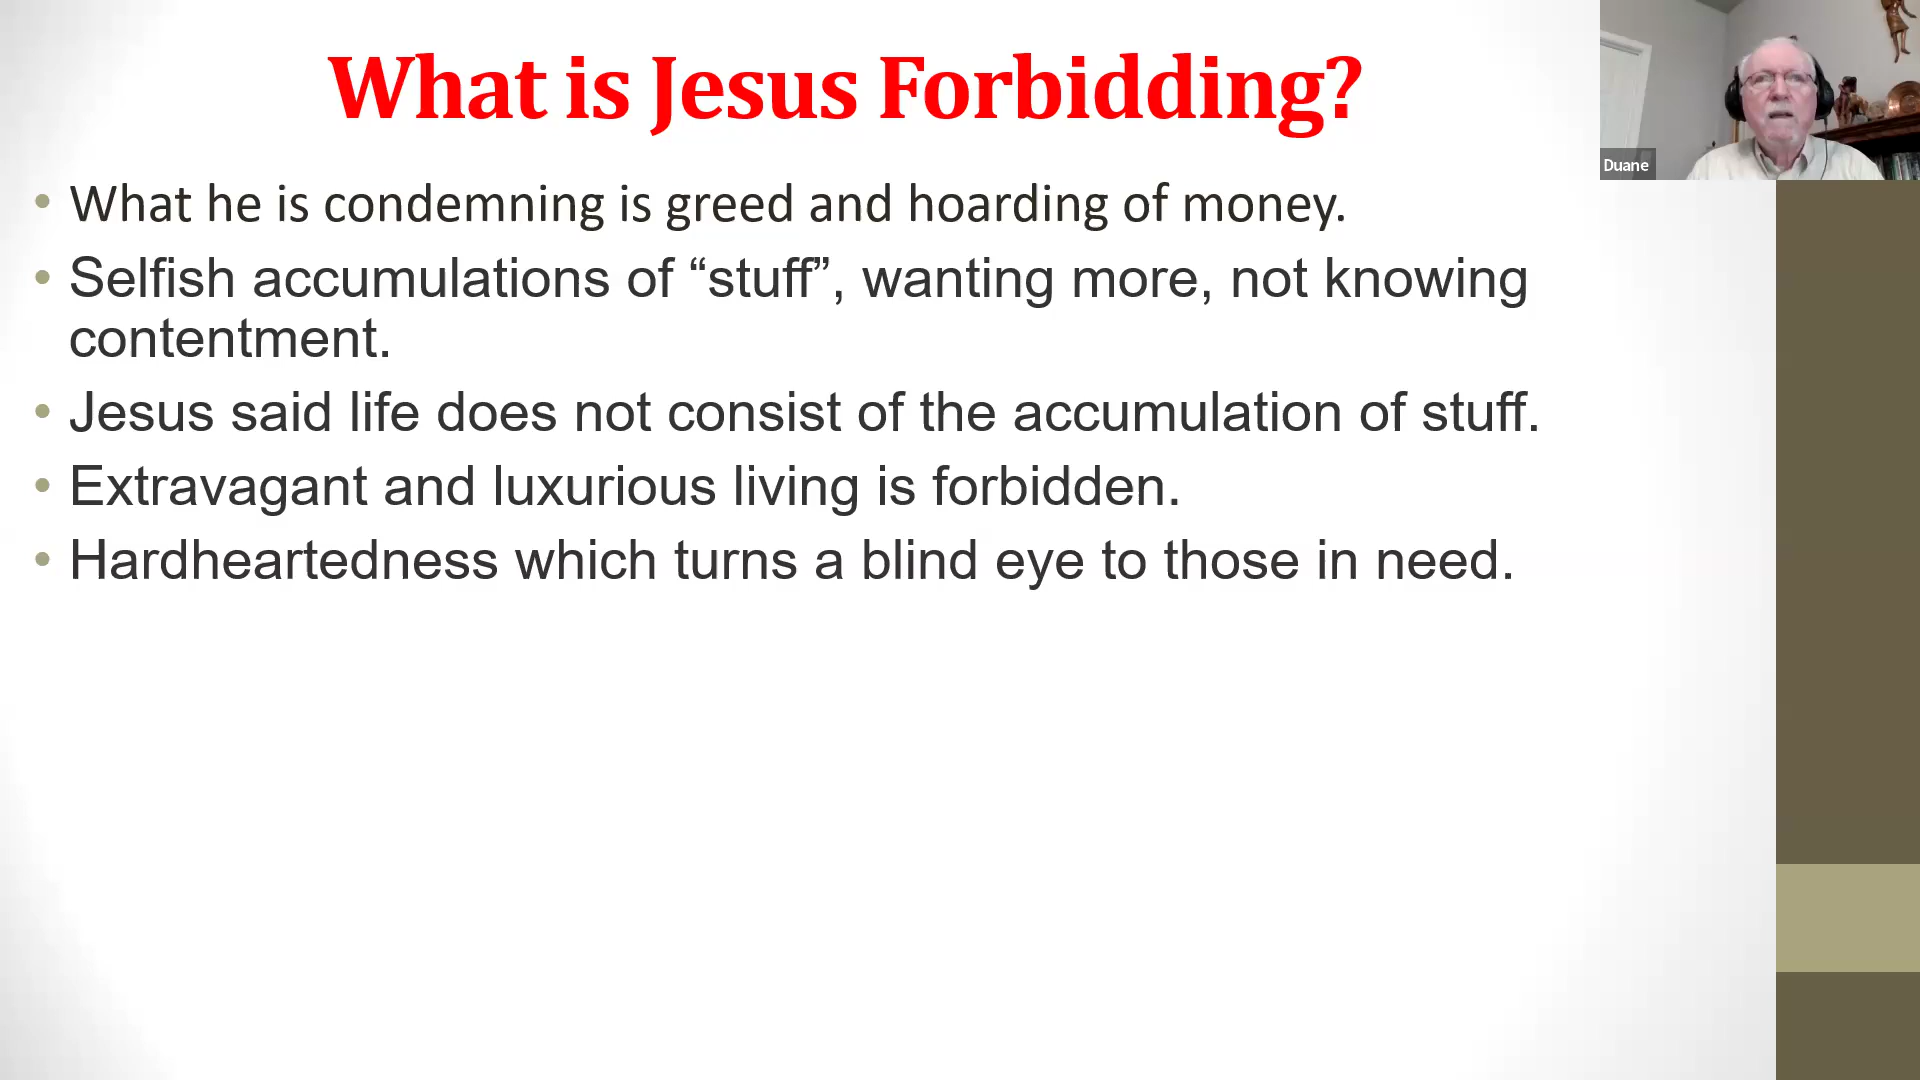 What is Jesus Forbidding?
Duane
• What he is condemning is greed and hoarding of money.
• Selfish accumulations of “stuff”, wanting more, not knowing
contentment.
• Jesus said life does not consist of the accumulation of stuff.
• Extravagant and luxurious living is forbidden.
• Hardheartedness which turns a blind eye to those in need.